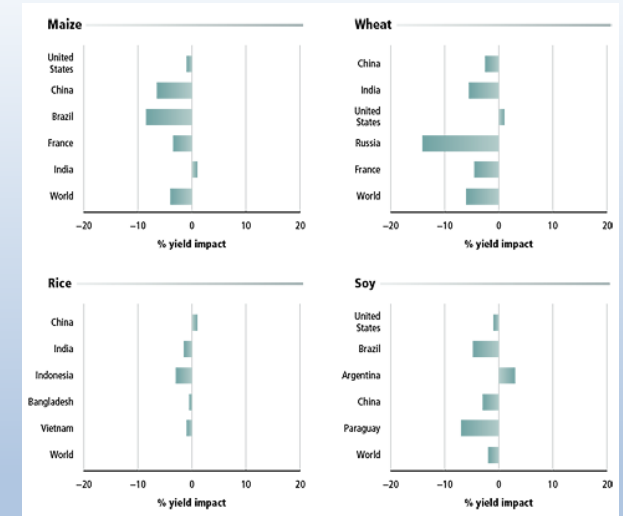 Maize
United
States
China
Brazil
France
India
World
−20 −10 0 10 20
% yield impact
Wheat
China
India
United
States
Russia
France
World
−20 −10 0 10 20
% yield impact
Rice
China
India
Indonesia
Bangladesh
Vietnam
World
−20 −10 0 10 20
% yield impact
Soy
United
States
Brazil
Argentina
China
Paraguay
World
−20 −10 0 10 20
% yield impact